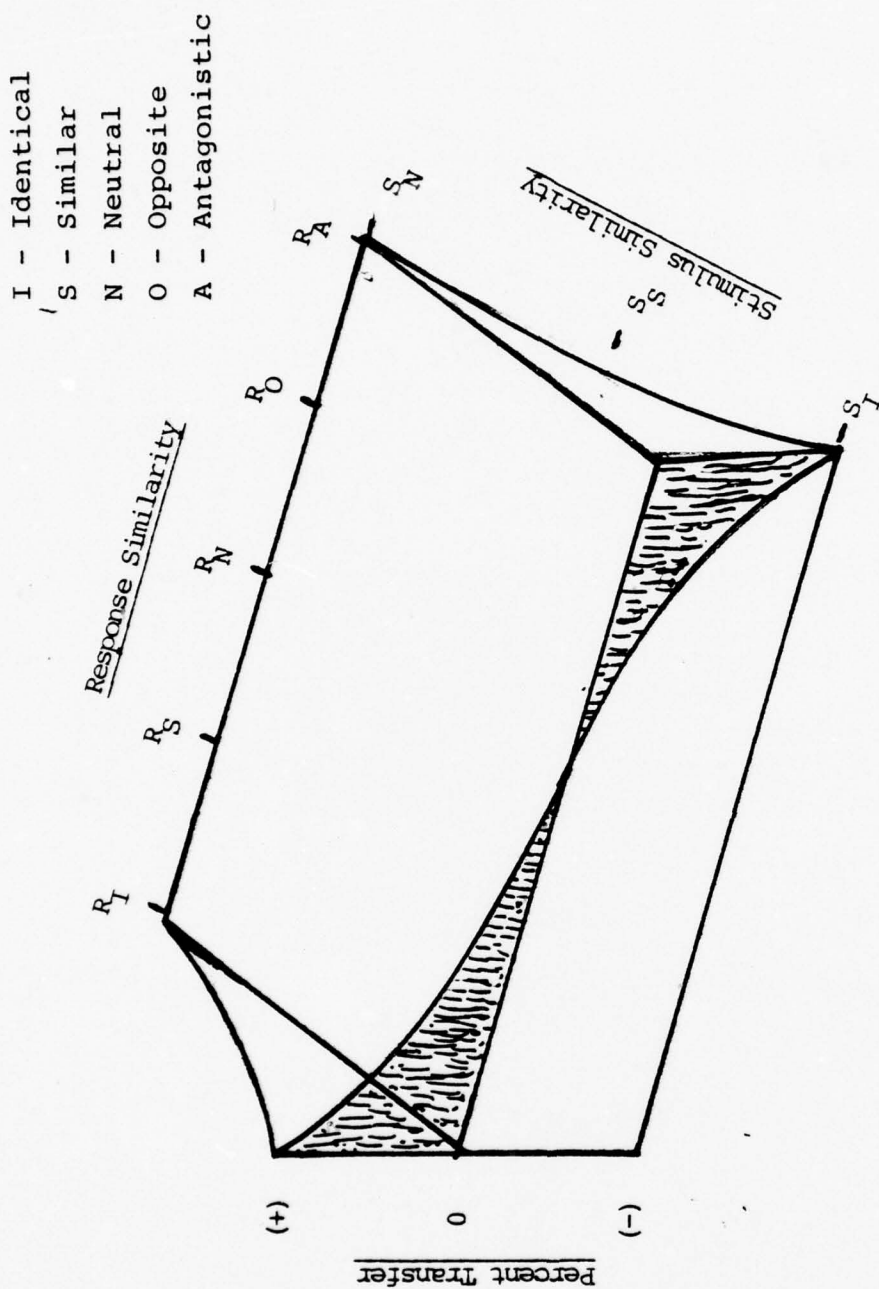 I - Identical
S - Similar
N - Neutral
O - Opposite
A - Antagonistic
Response Similarity
R_I
R_S
R_N
R_O
R_A
S_N
S_S
S_I
Stimulus Similarity
(+)
0
(-)
Percent Transfer